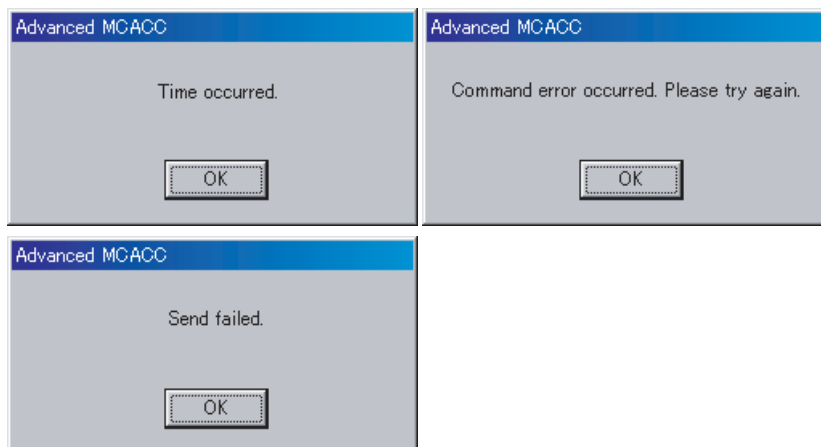 Advanced MCACC
Time occurred.
OK
Advanced MCACC
Command error occurred. Please try again.
OK
Advanced MCACC
Send failed.
OK